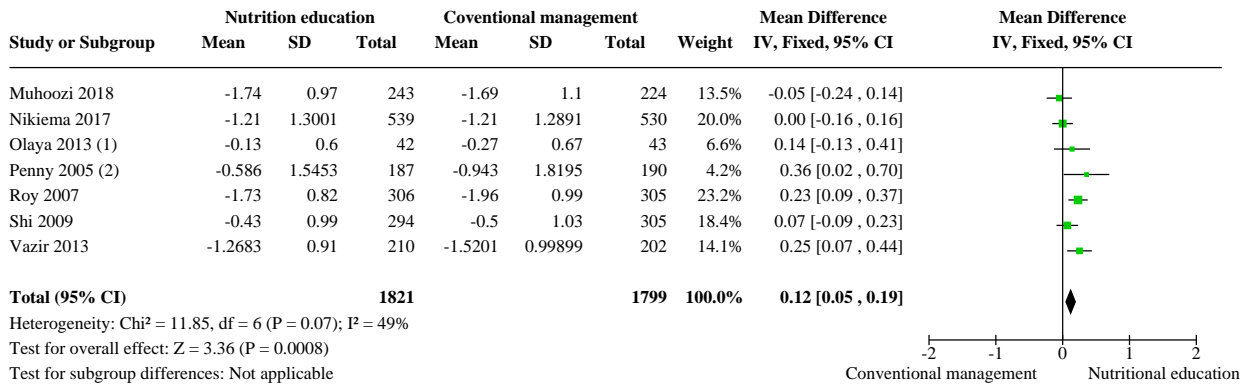 Nutrition education Coventional management Mean Difference Mean Difference
Study or Subgroup Mean SD Total Mean SD Total Weight IV, Fixed, 95% CI IV, Fixed, 95% CI
Muhoozi 2018 -1.74 0.97 243 -1.69 1.1 224 13.5% -0.05 [-0.24 , 0.14]
Nikiema 2017 -1.21 1.3001 539 -1.21 1.2891 530 20.0% 0.00 [-0.16 , 0.16]
Olaya 2013 (1) -0.13 0.6 42 -0.27 0.67 43 6.6% 0.14 [-0.13 , 0.41]
Penny 2005 (2) -0.586 1.5453 187 -0.943 1.8195 190 4.2% 0.36 [0.02 , 0.70]
Roy 2007 -1.73 0.82 306 -1.96 0.99 305 23.2% 0.23 [0.09 , 0.37]
Shi 2009 -0.43 0.99 294 -0.5 1.03 305 18.4% 0.07 [-0.09 , 0.23]
Vazir 2013 -1.2683 0.91 210 -1.5201 0.99899 202 14.1% 0.25 [0.07 , 0.44]
Total (95% CI) 1821 1799 100.0% 0.12 [0.05 , 0.19]
Heterogeneity: Chi² = 11.85, df = 6 (P = 0.07); I² = 49%
Test for overall effect: Z = 3.36 (P = 0.0008)
Test for subgroup differences: Not applicable
-2 -1 0 1 2
Conventional management Nutritional education